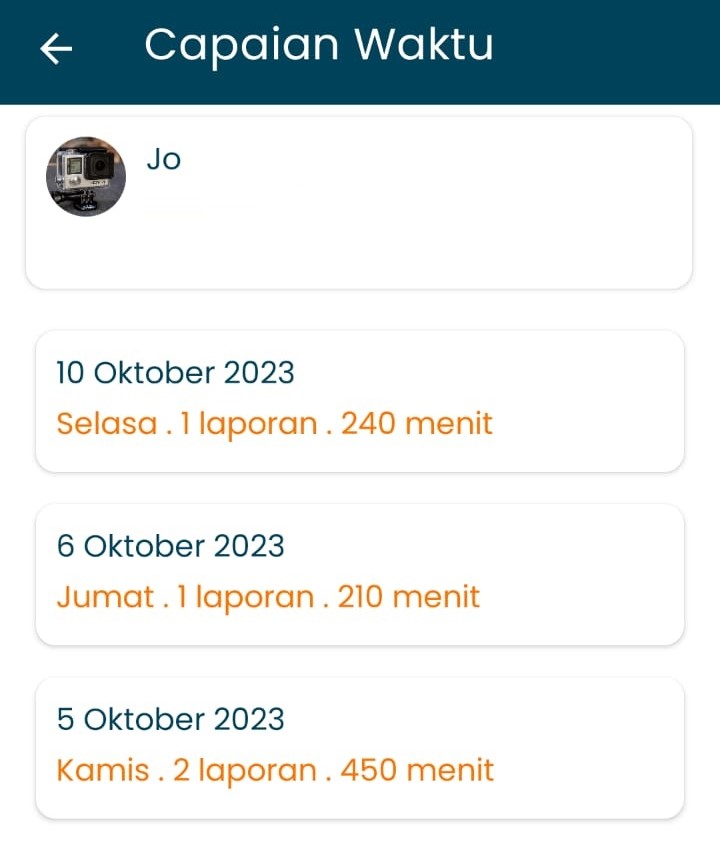 Capaian Waktu
Jo
10 Oktober 2023
Selasa . 1 laporan . 240 menit
6 Oktober 2023
Jumat . 1 laporan . 210 menit
5 Oktober 2023
Kamis . 2 laporan . 450 menit